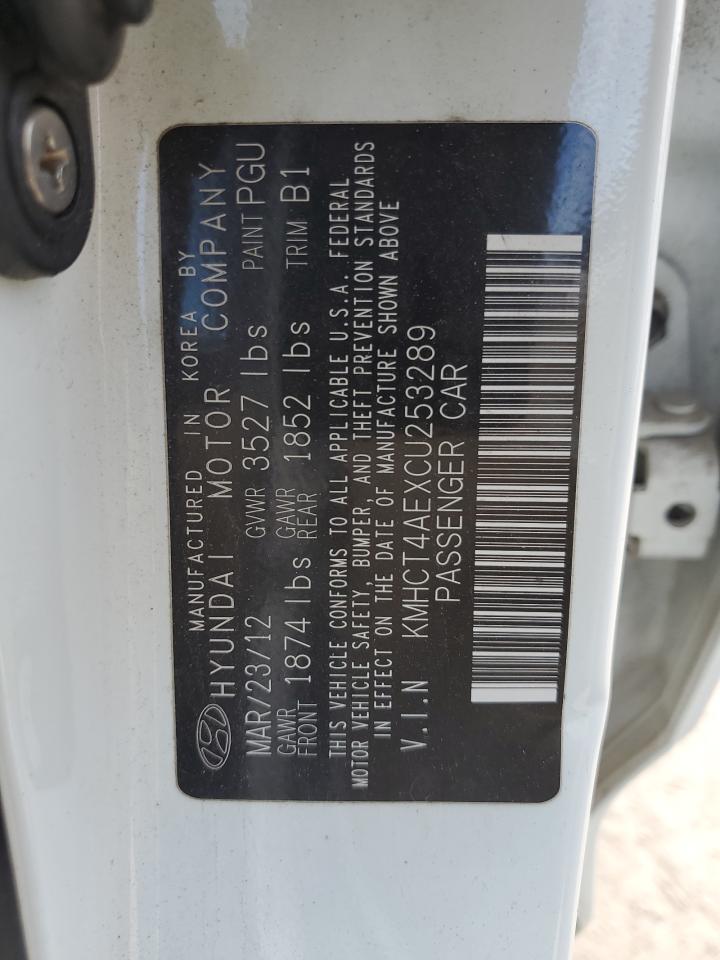 MANUFACTURED IN KOREA BY
HYUNDAI MOTOR COMPANY
MAR/23/12 GVWR 3527 lbs PAINT PGU
GAWR FRONT 1874 lbs GAWR REAR 1852 lbs TRIM B1
THIS VEHICLE CONFORMS TO ALL APPLICABLE U.S.A. FEDERAL
MOTOR VEHICLE SAFETY, BUMPER, AND THEFT PREVENTION STANDARDS
IN EFFECT ON THE DATE OF MANUFACTURE SHOWN ABOVE
V.I.N KMHCT4AEXCU253289
PASSENGER CAR